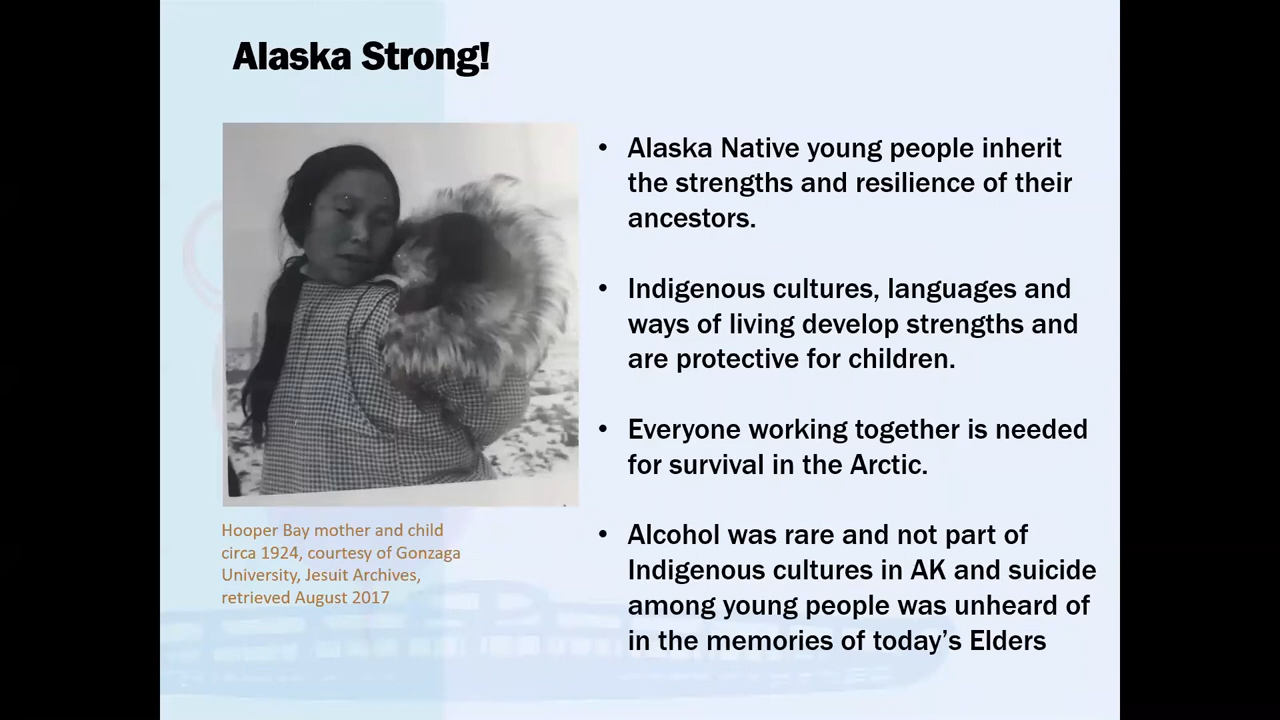 Alaska Strong!
• Alaska Native young people inherit
the strengths and resilience of their
ancestors.
• Indigenous cultures, languages and
ways of living develop strengths and
are protective for children.
• Everyone working together is needed
for survival in the Arctic.
• Alcohol was rare and not part of
Indigenous cultures in AK and suicide
among young people was unheard of
in the memories of today’s Elders
Hooper Bay mother and child
circa 1924, courtesy of Gonzaga
University, Jesuit Archives,
retrieved August 2017